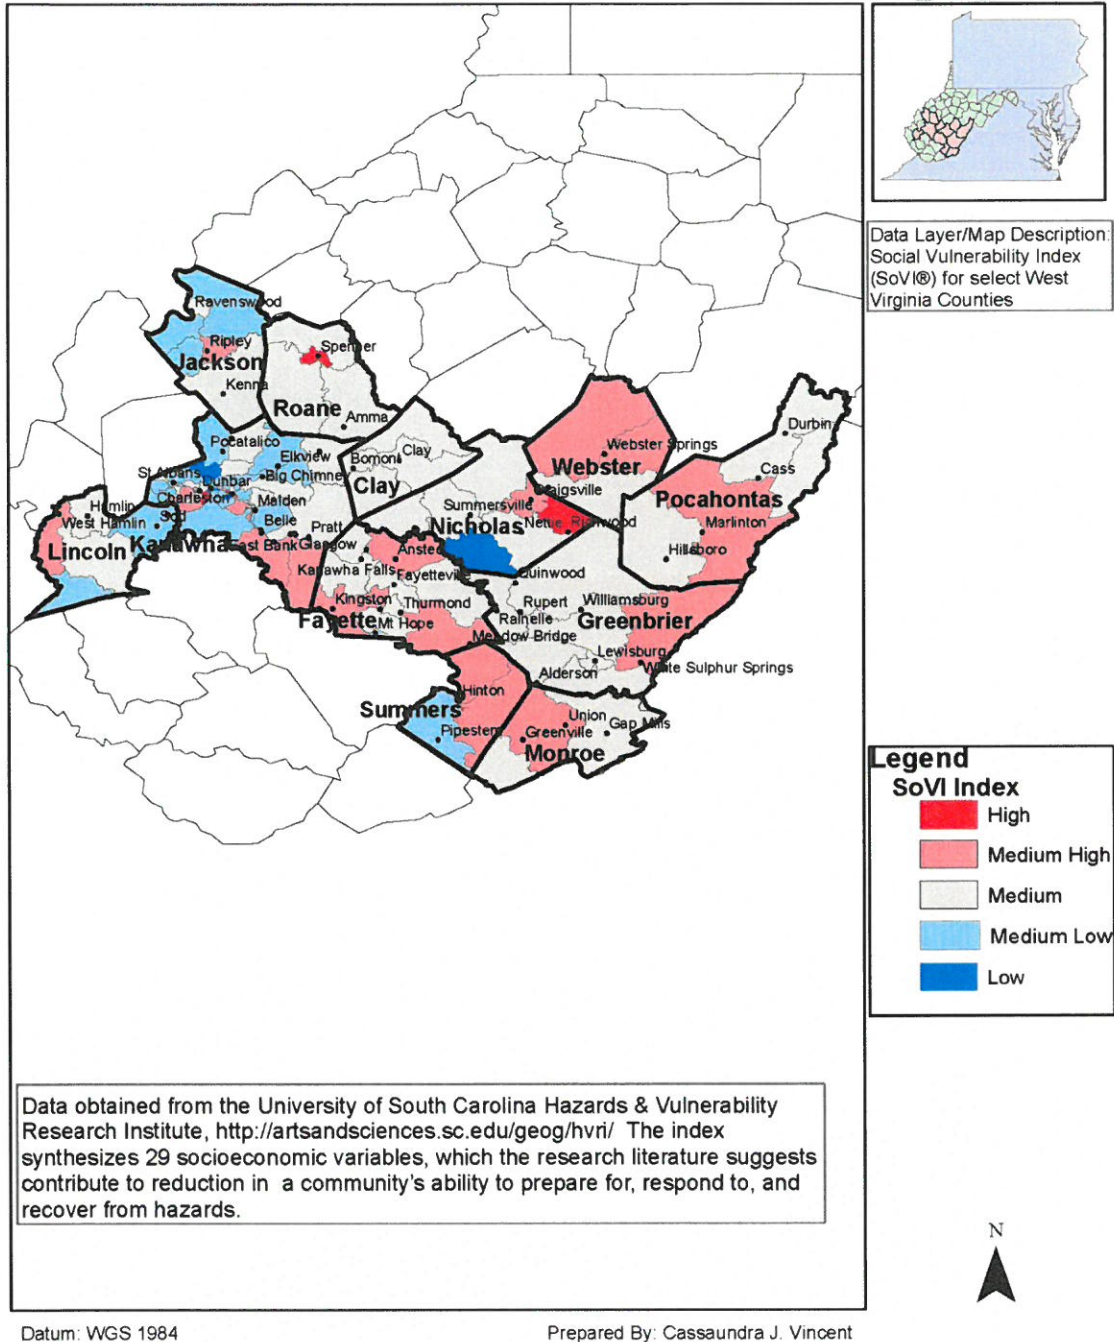 Data Layer/Map Description:
Social Vulnerability Index
(SoVI®) for select West
Virginia Counties
Ravenswood
Ripley
Jackson
Kenna
Spencer
Roane
Amma
Pocatalico
Elkview
Big Chimney
St Albans
Dunbar
Charleston
Malden
Belle
Pratt
Kanawha
East Bank
Glasgow
Hamlin
West Hamlin
Sod
Lincoln
Bomont
Clay
Clay
Webster Springs
Webster
Craigsville
Summersville
Nicholas
Nettie
Richwood
Durbin
Cass
Pocahontas
Marlinton
Hillsboro
Ansted
Kanawha Falls
Fayetteville
Kingston
Thurmond
Fayette
Mt Hope
Meadow Bridge
Quinwood
Rupert
Williamsburg
Rainelle
Greenbrier
Lewisburg
White Sulphur Springs
Alderson
Hinton
Summers
Pipestem
Union
Gap Mills
Greenville
Monroe
Legend
SoVI Index
High
Medium High
Medium
Medium Low
Low
Data obtained from the University of South Carolina Hazards & Vulnerability
Research Institute, http://artsandsciences.sc.edu/geog/hvri/ The index
synthesizes 29 socioeconomic variables, which the research literature suggests
contribute to reduction in a community's ability to prepare for, respond to, and
recover from hazards.
N
Datum: WGS 1984
Prepared By: Cassaundra J. Vincent